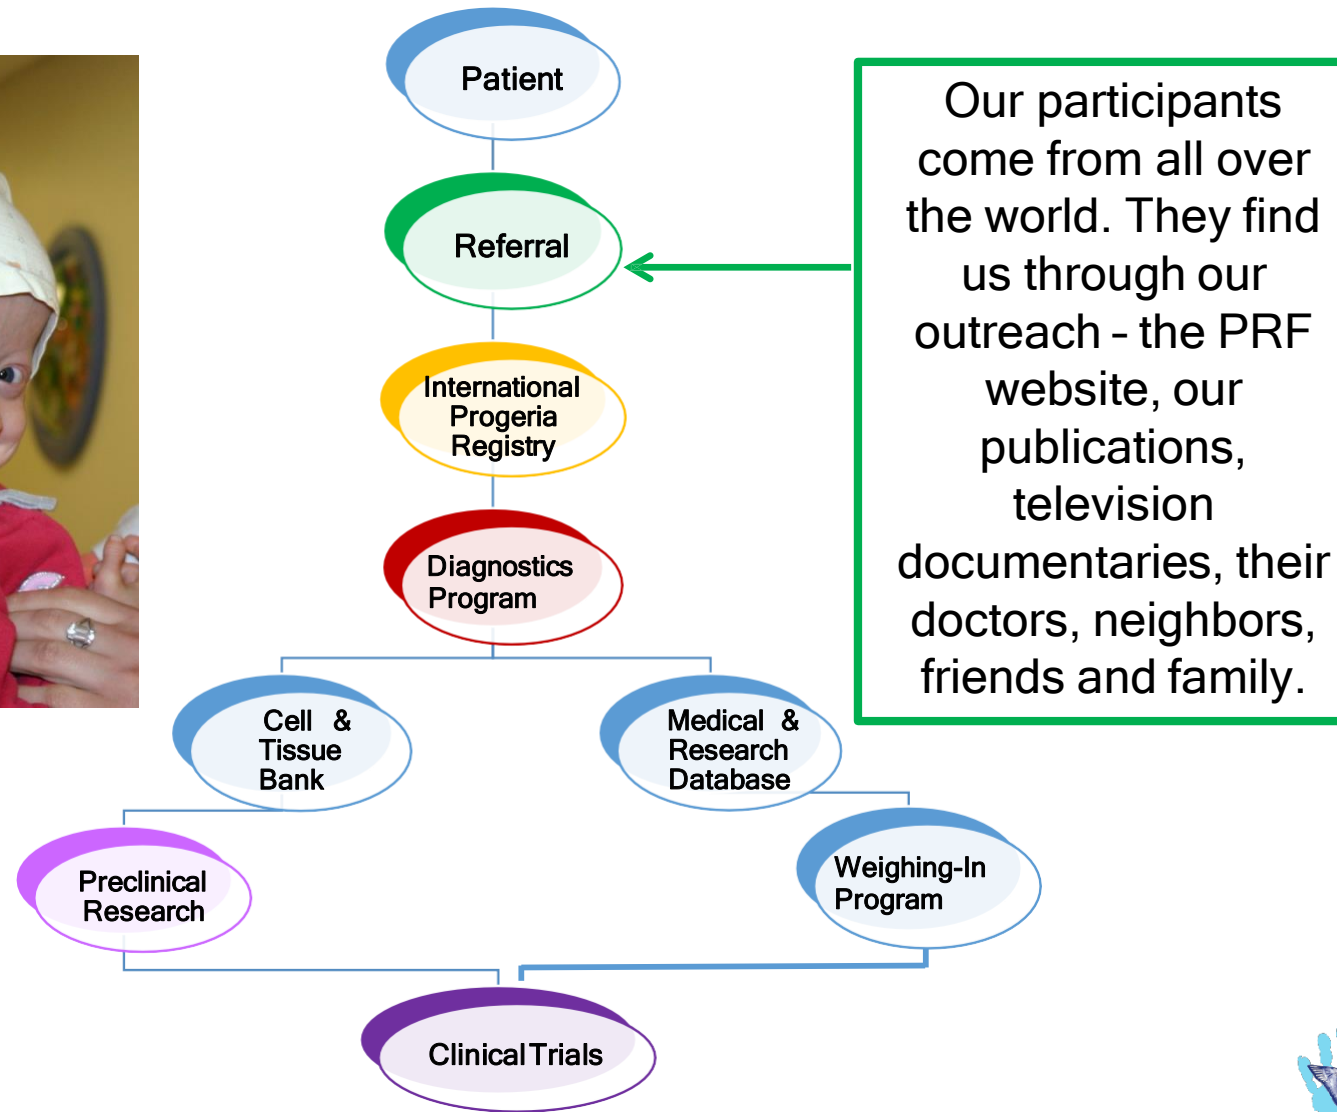 Patient
Referral
International
Progeria
Registry
Diagnostics
Program
Cell & 
Tissue
Bank
Medical &
Research
Database
Preclinical
Research
Weighing-In
Program
Clinical Trials
Our participants
come from all over
the world. They find
us through our
outreach – the PRF
website, our
publications,
television
documentaries, their
doctors, neighbors,
friends and family.